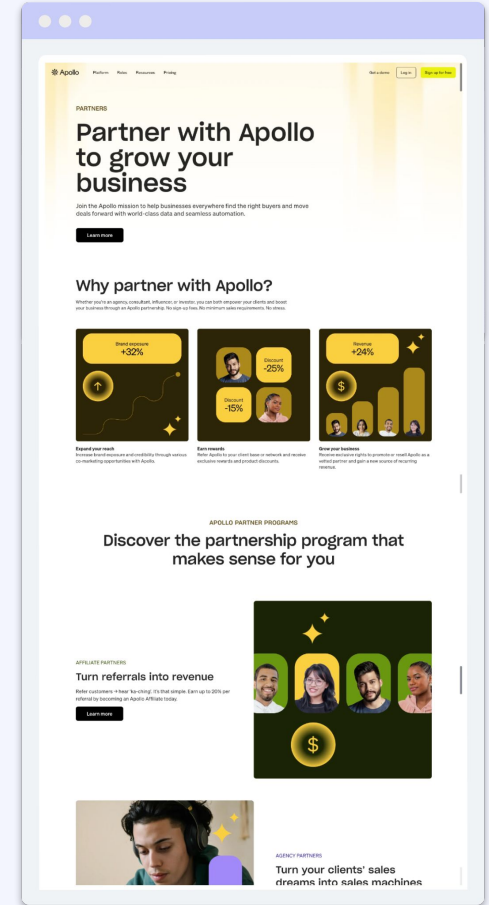 Apollo
Platform Roles Resources Pricing
Get a demo
Log in
Sign up for free
PARTNERS
Partner with Apollo
to grow your
business
Join the Apollo mission to help businesses everywhere find the right buyers and move
deals forward with world-class data and seamless automation.
Learn more
Why partner with Apollo?
Whether you're an agency, consultant, influencer, or investor, you can both empower your clients and boost
your business through an Apollo partnership. No sign-up fees. No minimum sales requirements. No stress.
Brand exposure
+32%
Discount
-25%
Discount
-15%
Revenue
+24%
$
Expand your reach
Increase brand exposure and credibility through various
co-marketing opportunities with Apollo.
Earn rewards
Refer Apollo to your client base or network and receive
exclusive rewards and product discounts.
Grow your business
Receive exclusive rights to promote or resell Apollo as a
vetted partner and gain a new source of recurring
revenue.
APOLLO PARTNER PROGRAMS
Discover the partnership program that
makes sense for you
AFFILIATE PARTNERS
Turn referrals into revenue
Refer customers → hear 'ka-ching'. It's that simple. Earn up to 20% per
referral by becoming an Apollo Affiliate today.
Learn more
$
AGENCY PARTNERS
Turn your clients' sales
dreams into sales machines